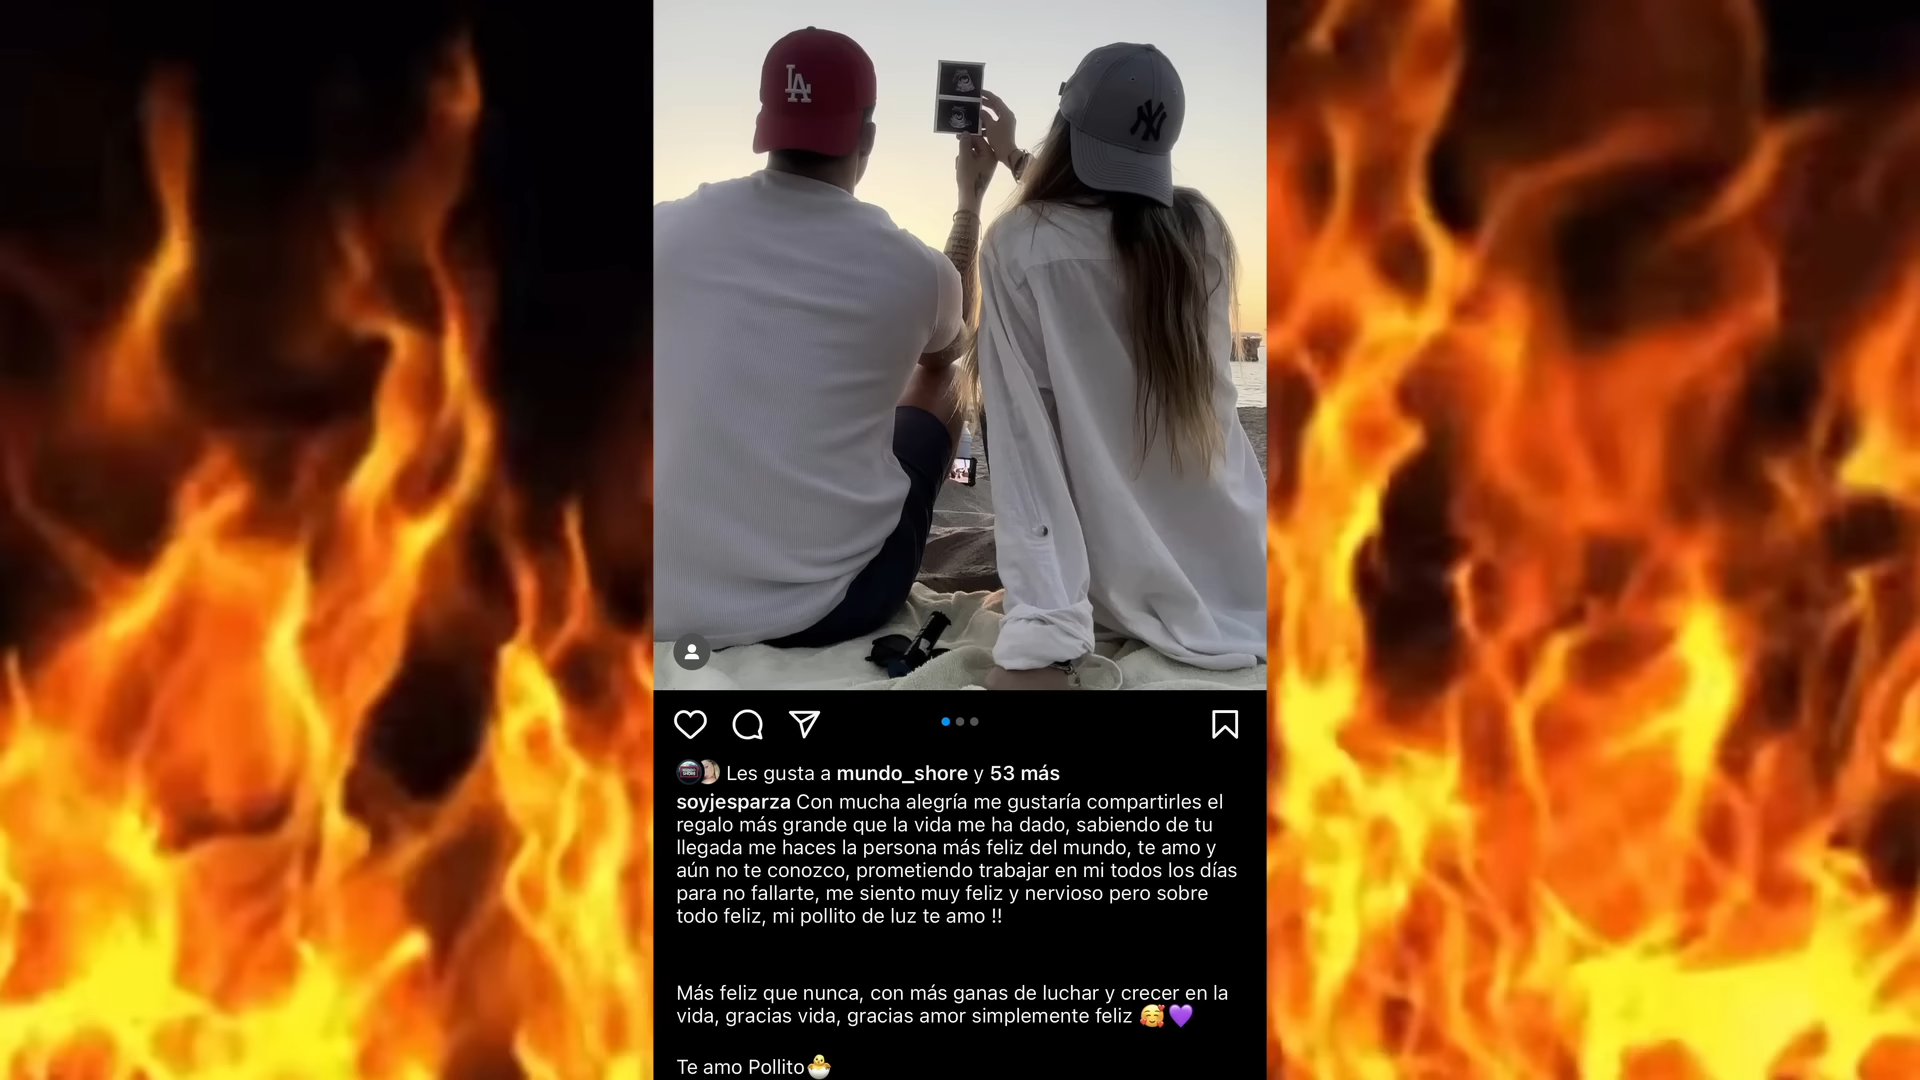 LA
NY
Les gusta a mundo_shore y 53 más
soyjesparza Con mucha alegría me gustaría compartirles el
regalo más grande que la vida me ha dado, sabiendo de tu
llegada me haces la persona más feliz del mundo, te amo y
aún no te conozco, prometiendo trabajar en mi todos los días
para no fallarte, me siento muy feliz y nervioso pero sobre
todo feliz, mi pollito de luz te amo !!
Más feliz que nunca, con más ganas de luchar y crecer en la
vida, gracias vida, gracias amor simplemente feliz 🥰💜
Te amo Pollito🐣